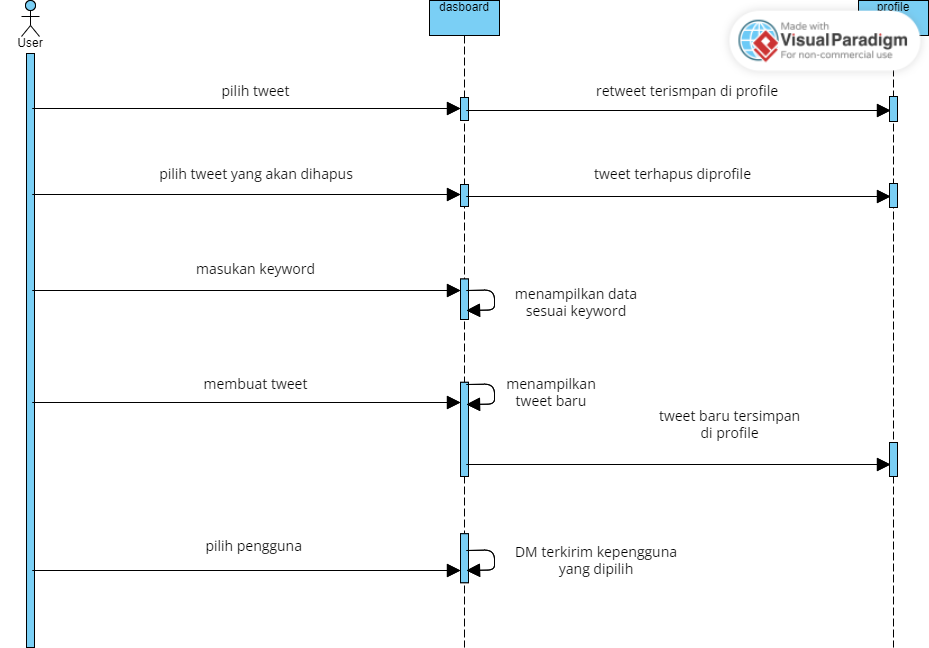 dasboard
profile
Made with
VisualParadigm
For non-commercial use
User
pilih tweet
retweet terismpan di profile
pilih tweet yang akan dihapus
tweet terhapus diprofile
masukan keyword
menampilkan data
sesuai keyword
membuat tweet
menampilkan
tweet baru
tweet baru tersimpan
di profile
pilih pengguna
DM terkirim kepengguna
yang dipilih